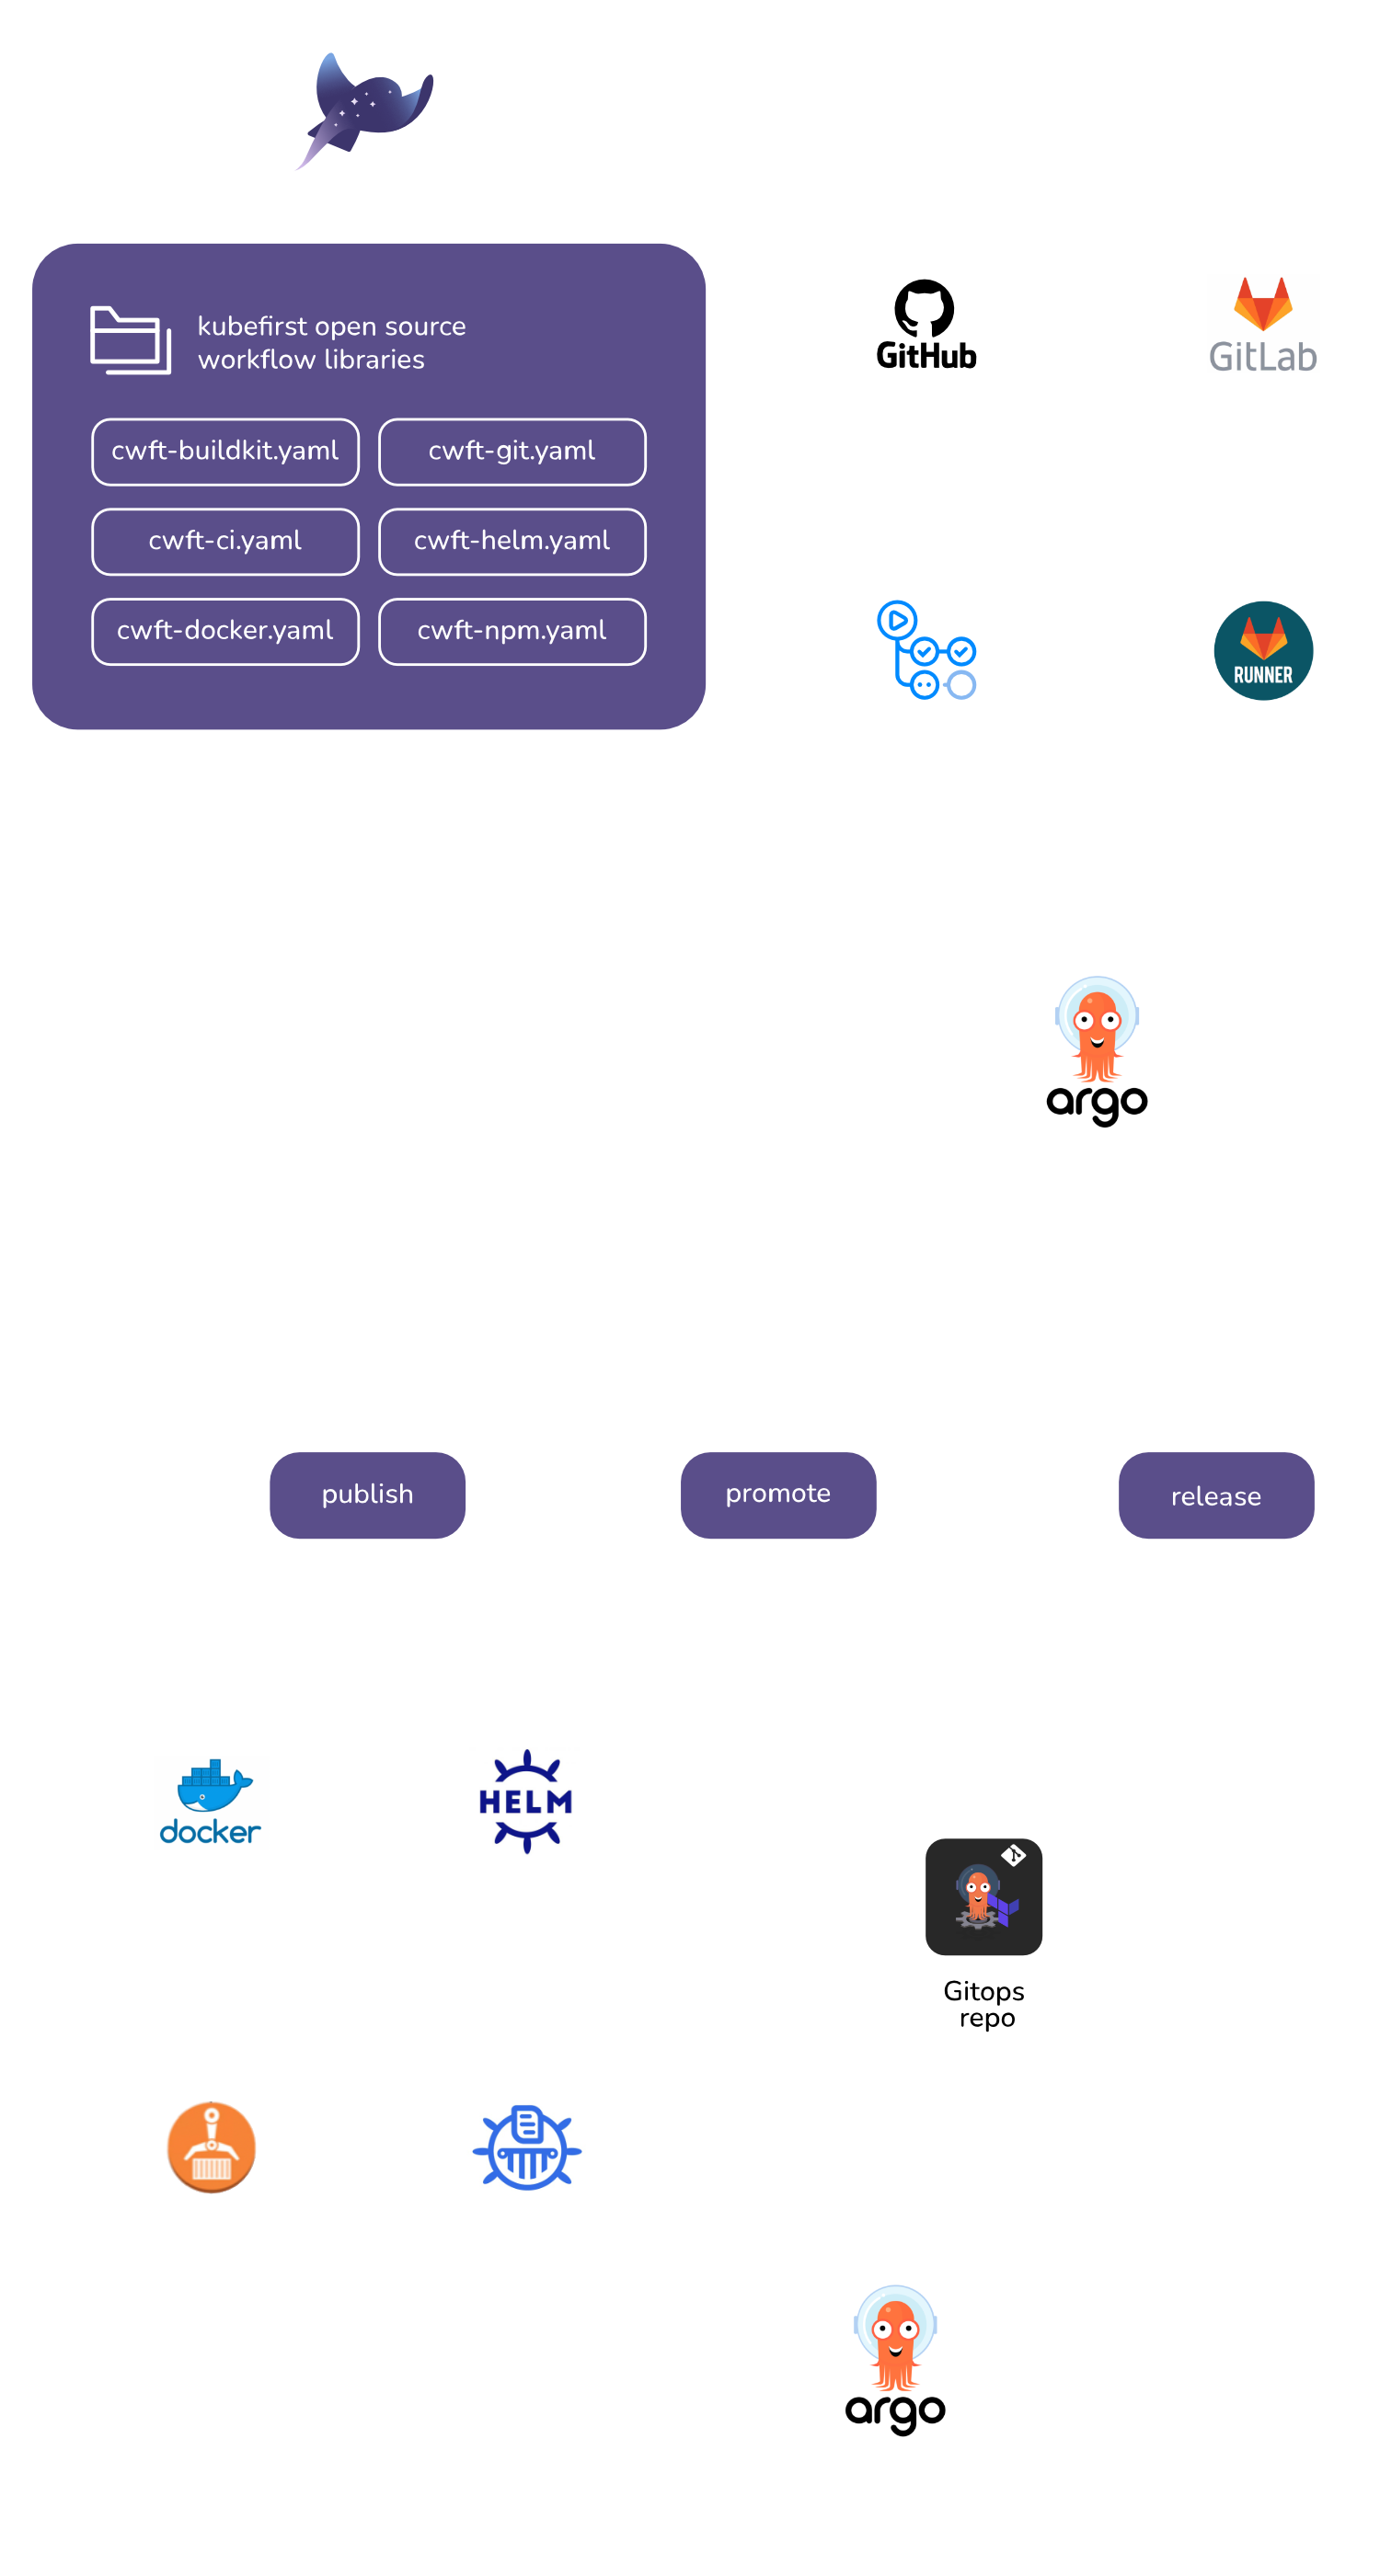 kubefirst open source
workflow libraries
cwft-buildkit.yaml
cwft-git.yaml
cwft-ci.yaml
cwft-helm.yaml
cwft-docker.yaml
cwft-npm.yaml
GitHub
GitLab
RUNNER
argo
publish
promote
release
docker
HELM
Gitops
repo
argo